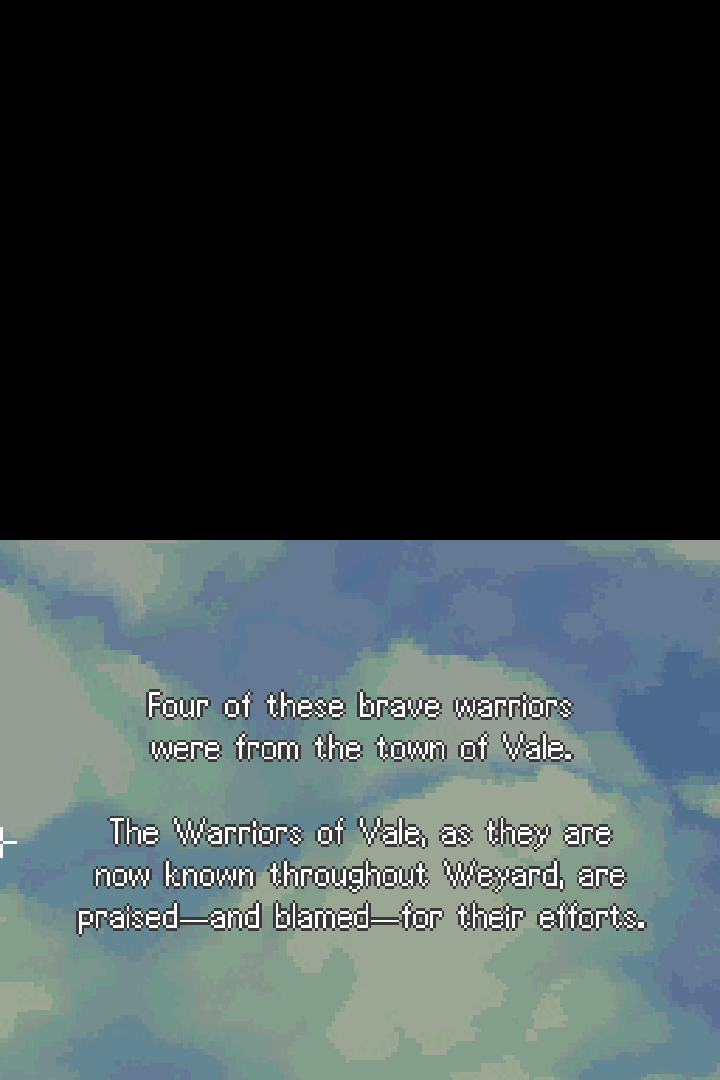 Four of these brave warriors
were from the town of Vale.
The Warriors of Vale, as they are
now known throughout Weyard, are
praised—and blamed—for their efforts.